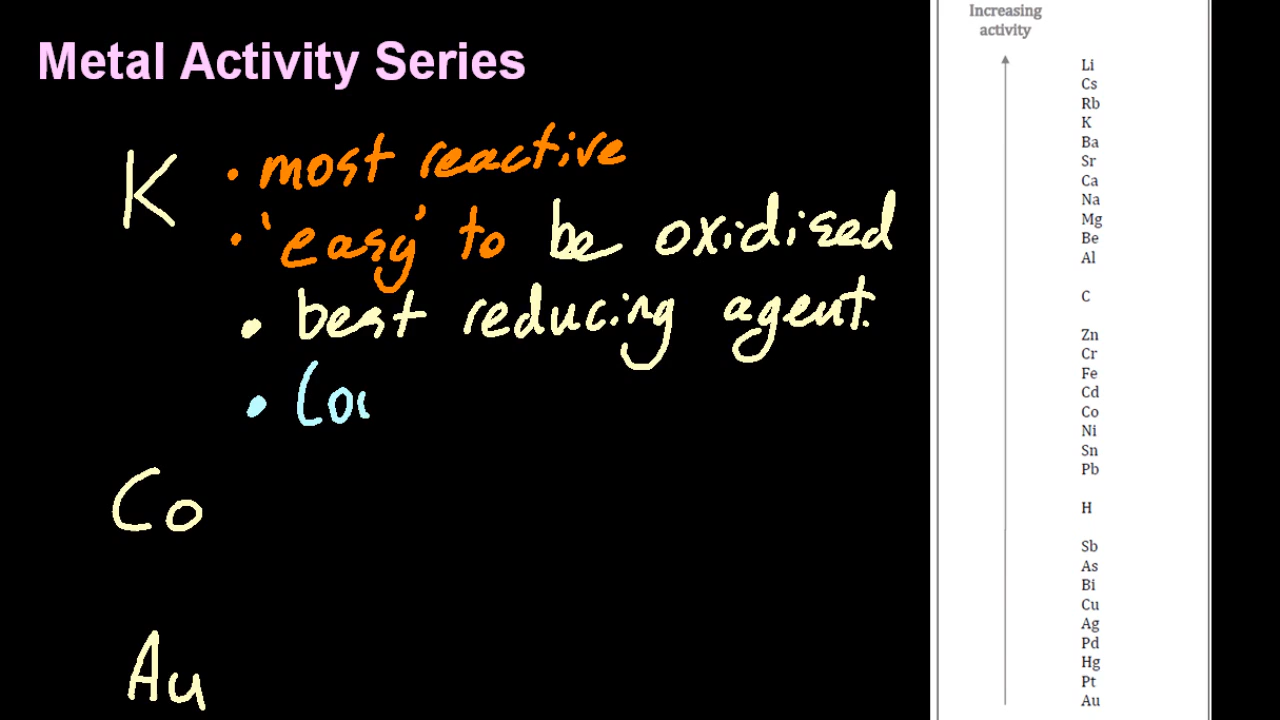 Metal Activity Series
K
• most reactive
• 'easy' to be oxidised
• best reducing agent.
•
Co
Au
Increasing
activity
Li
Cs
Rb
K
Ba
Sr
Ca
Na
Mg
Be
Al
C
Zn
Cr
Fe
Cd
Co
Ni
Sn
Pb
H
Sb
As
Bi
Cu
Ag
Pd
Hg
Pt
Au